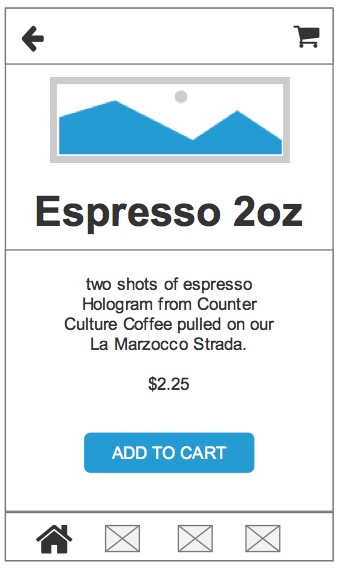 Espresso 2oz
two shots of espresso
Hologram from Counter
Culture Coffee pulled on our
La Marzocco Strada.
$2.25
ADD TO CART